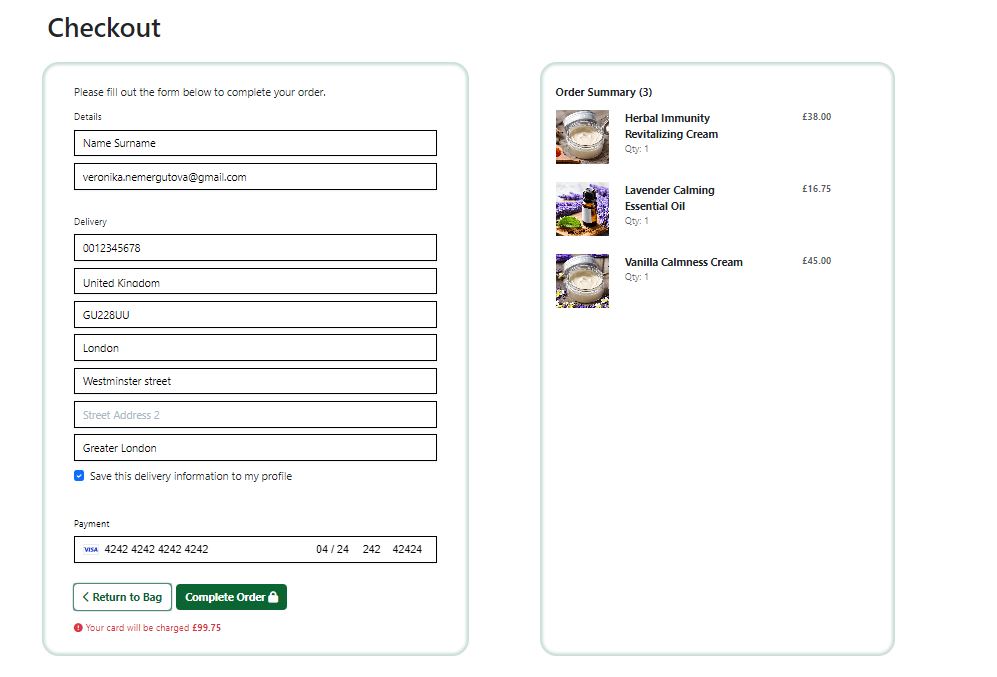 Checkout
Please fill out the form below to complete your order.
Details
Name Surname
veronika.nemergutova@gmail.com
Delivery
0012345678
United Kingdom
GU228UU
London
Westminster street
Street Address 2
Greater London
Save this delivery information to my profile
Payment
VISA 4242 4242 4242 4242 04 / 24 242 42424
Return to Bag Complete Order
Your card will be charged £99.75
Order Summary (3)
Herbal Immunity £38.00
Revitalizing Cream
Qty: 1
Lavender Calming £16.75
Essential Oil
Qty: 1
Vanilla Calmness Cream £45.00
Qty: 1